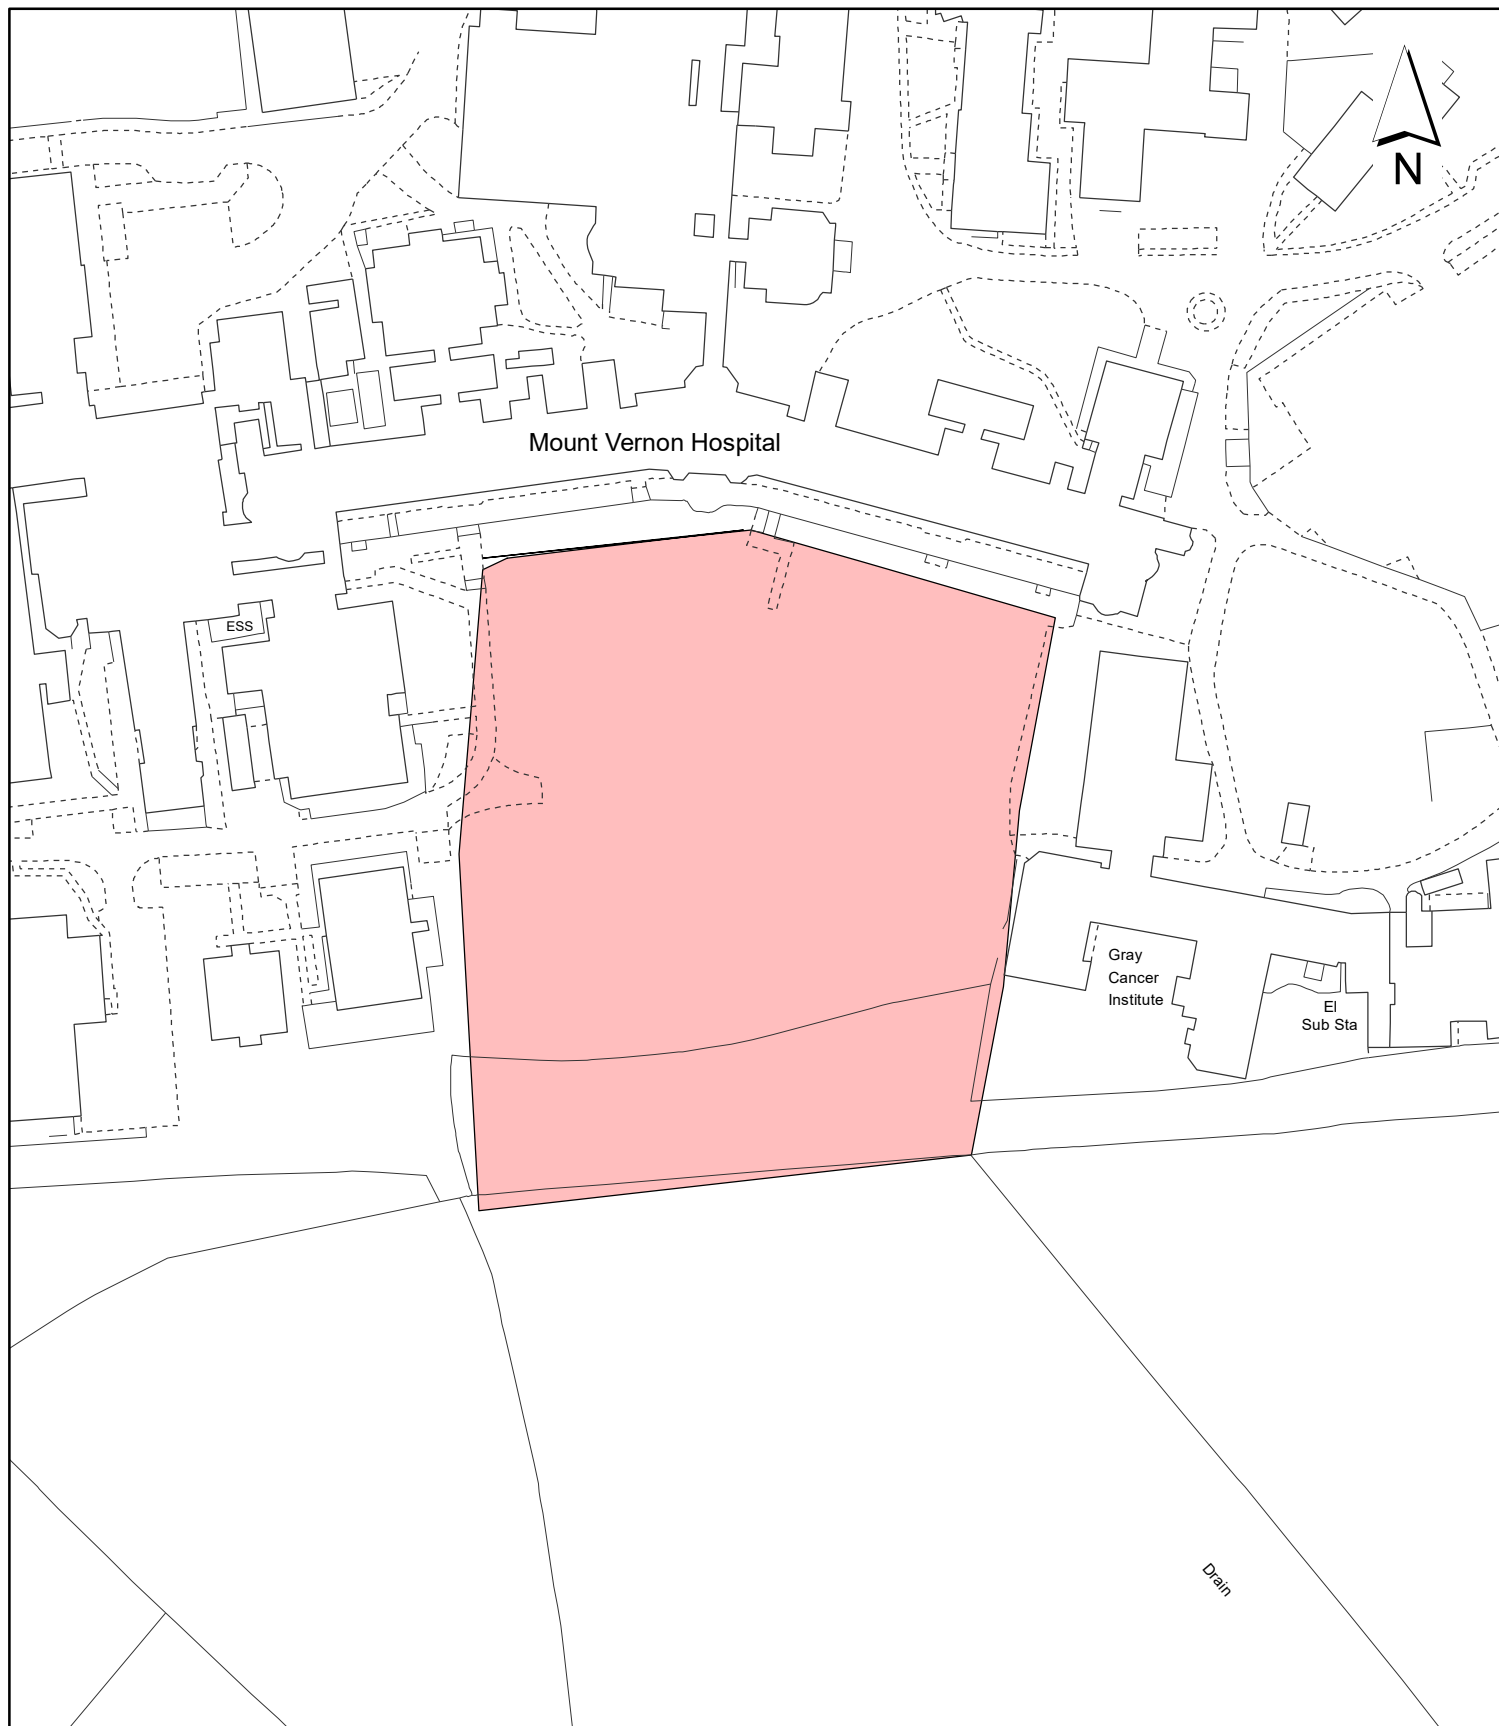 N
Mount Vernon Hospital
ESS
Gray
Cancer
Institute
El
Sub Sta
Drain